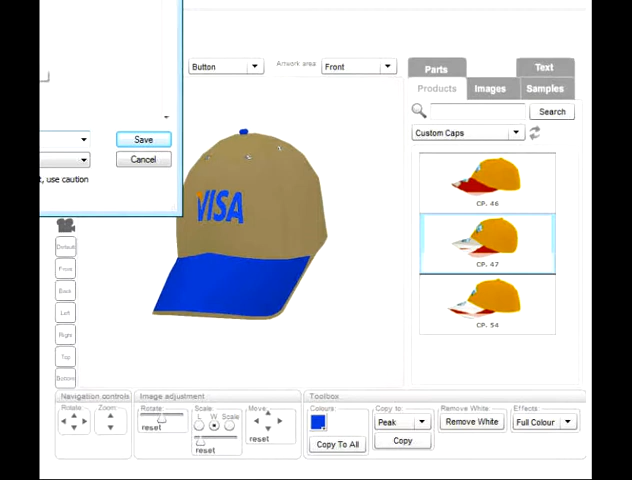 Button
Artwork area
Front
Parts
Text
Products
Images
Samples
Search
Custom Caps
Save
Cancel
t, use caution
CP. 46
CP. 47
CP. 54
VISA
Default
Front
Back
Left
Right
Top
Bottom
Navigation controls
Rotate
Zoom:
Image adjustment
Rotate:
reset
Scale:
L W Scale
reset
Move
reset
Toolbox
Colours:
Copy To All
Copy to:
Peak
Copy
Remove White
Remove White
Effects:
Full Colour